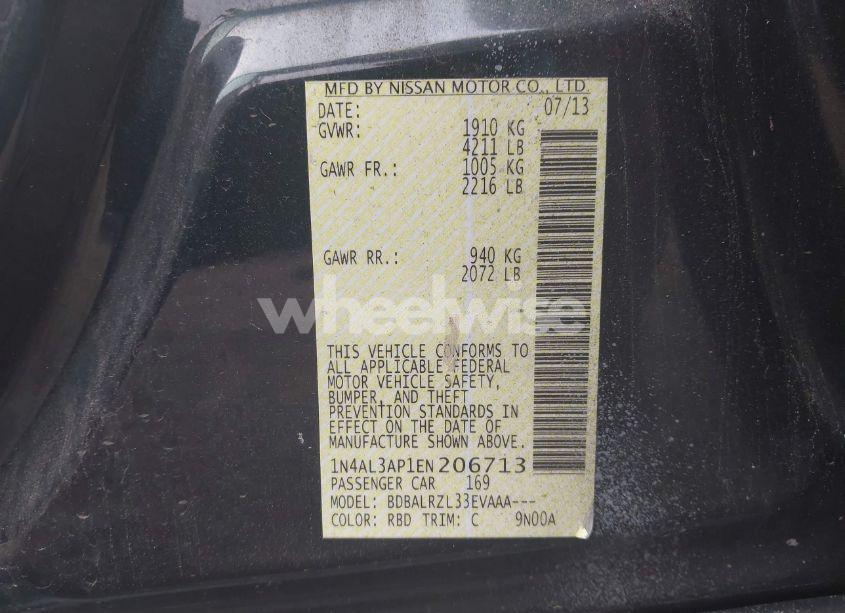 MFD BY NISSAN MOTOR CO., LTD.
DATE: 07/13
GVWR: 1910 KG
4211 LB
GAWR FR.: 1005 KG
2216 LB
GAWR RR.: 940 KG
2072 LB
wheelwise
THIS VEHICLE CONFORMS TO
ALL APPLICABLE FEDERAL
MOTOR VEHICLE SAFETY,
BUMPER, AND THEFT
PREVENTION STANDARDS IN
EFFECT ON THE DATE OF
MANUFACTURE SHOWN ABOVE.
1N4AL3AP1EN206713
PASSENGER CAR 169
MODEL: BDBALRZL33EVAAA---
COLOR: RBD TRIM: C 9N00A